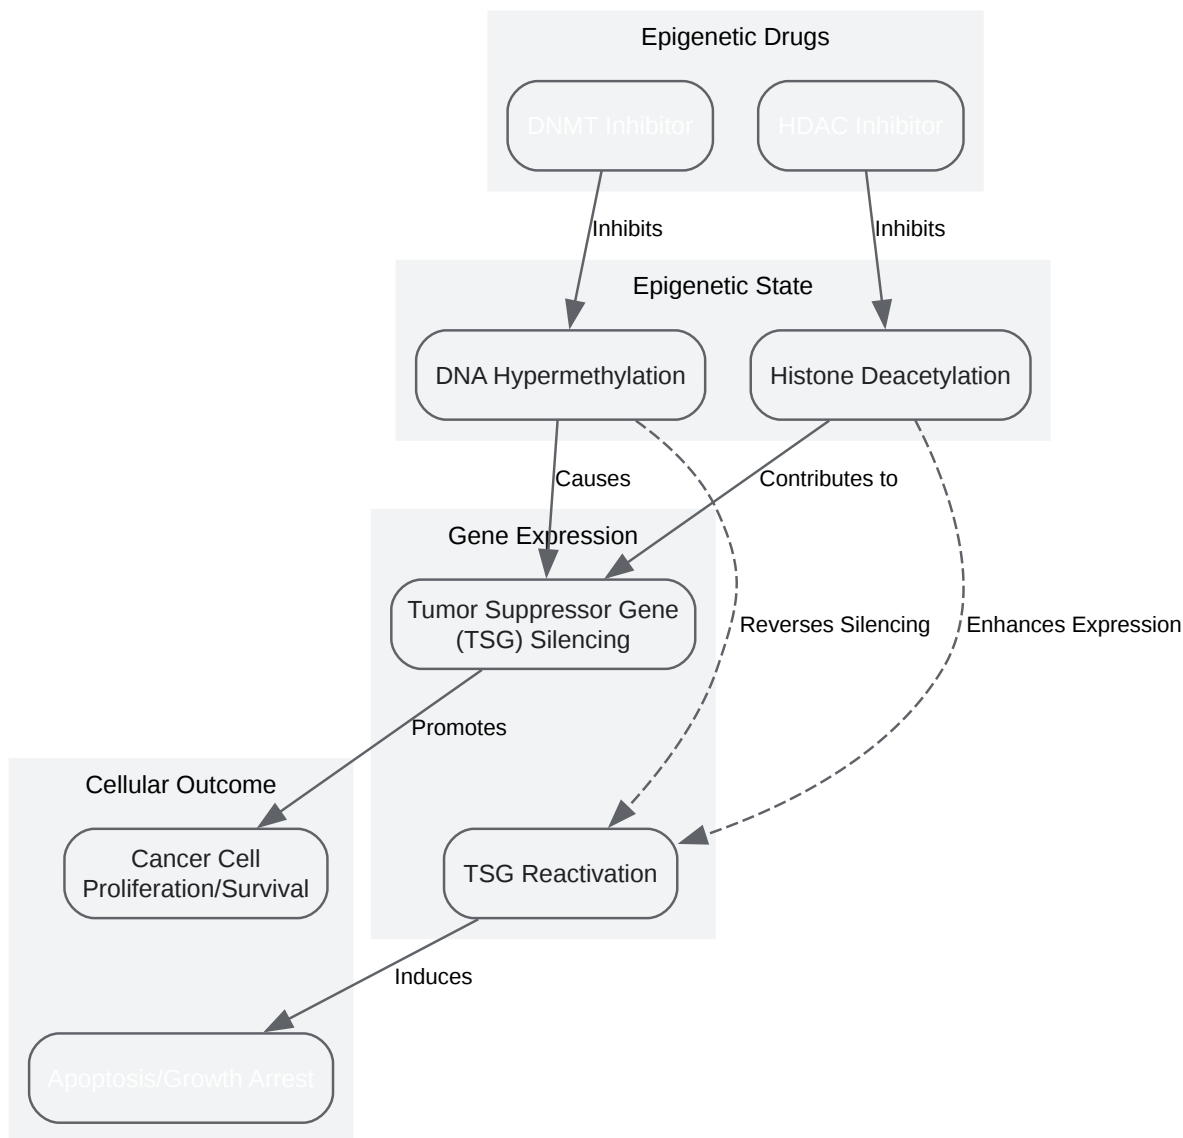 Epigenetic Drugs
DNMT Inhibitor
HDAC Inhibitor
Inhibits
Inhibits
Epigenetic State
DNA Hypermethylation
Histone Deacetylation
Causes
Contributes to
Gene Expression
Tumor Suppressor Gene
(TSG) Silencing
Reverses Silencing
Enhances Expression
Promotes
Cellular Outcome
Cancer Cell
Proliferation/Survival
TSG Reactivation
Induces
Apoptosis/Growth Arrest